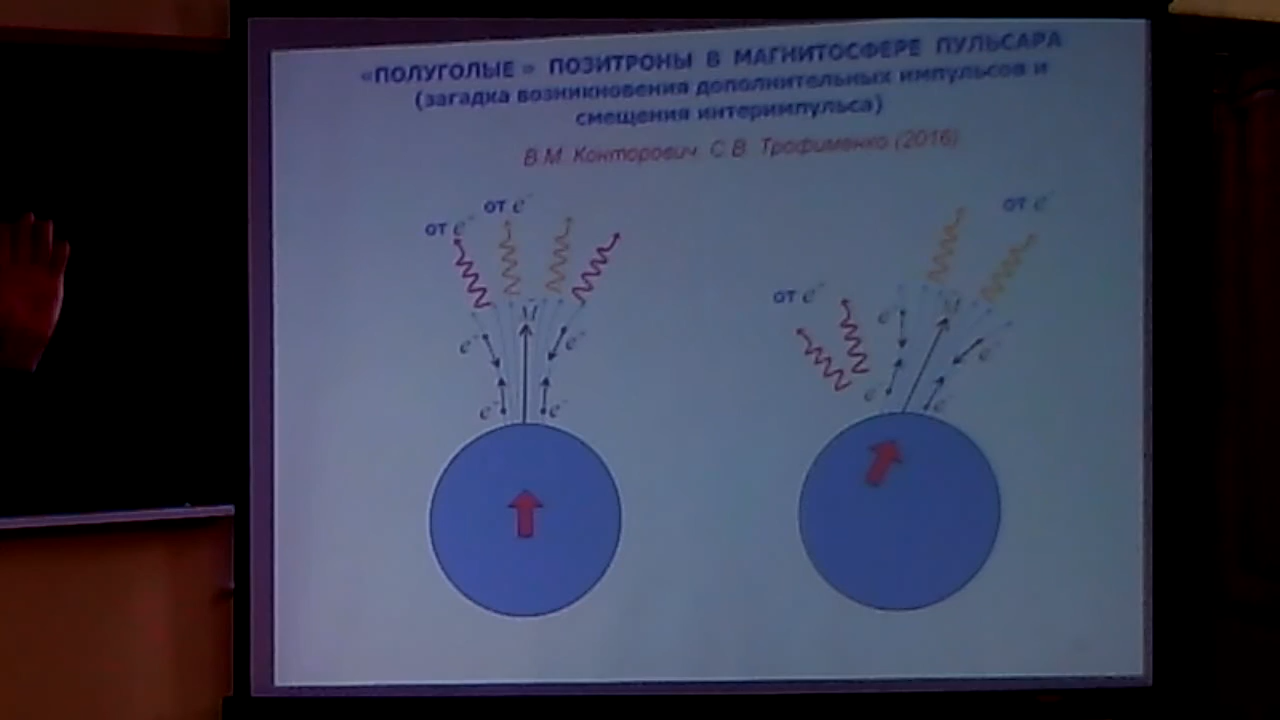 «ПОЛУГОЛЫЕ» ПОЗИТРОНЫ В МАГНИТОСФЕРЕ ПУЛЬСАРА
(загадка возникновения дополнительных импульсов и
смещения интеримпульса)
В.М. Конторович, С.В. Трофименко (2016)
от e
от e
от e
от e
e
e
e
e
e
e
e
e